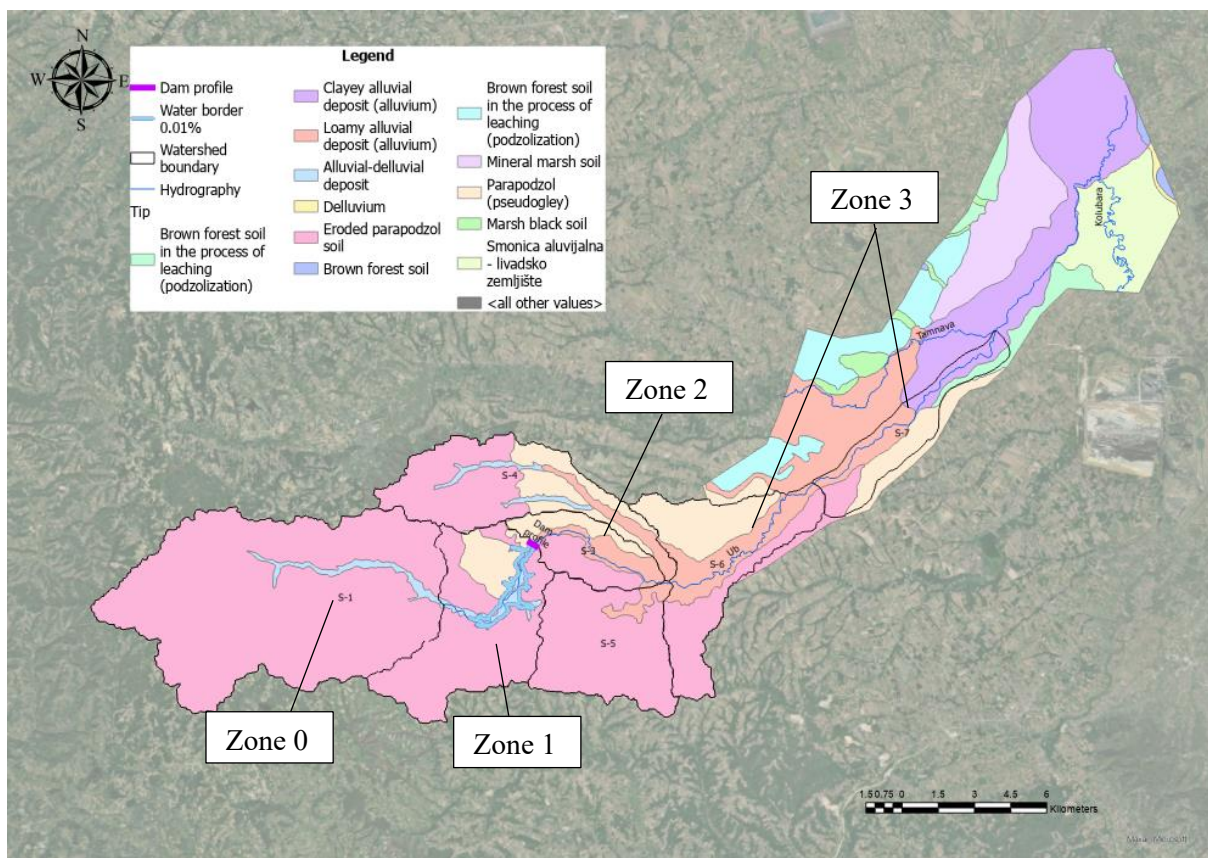 N
W
E
S
Legend
Dam profile
Water border
0.01%
Watershed
boundary
Hydrography
Tip
Brown forest soil
in the process of
leaching
(podzolization)
Clayey alluvial
deposit (alluvium)
Loamy alluvial
deposit (alluvium)
Alluvial-delluvial
deposit
Delluvium
Eroded parapodzol
soil
Brown forest soil
Brown forest soil
in the process of
leaching
(podzolization)
Mineral marsh soil
Parapodzol
(pseudogley)
Marsh black soil
Smonica aluvijalna
- livadsko
zemljište
<all other values>
Zone 3
Kolubara
Tamnava
Zone 2
S-7
S-4
Dam
profile
S-3
Ub
S-6
S-1
S-5
Zone 0
Zone 1
1.5 0.75 0 1.5 3 4.5 6
Kilometers
Maxar, Microsoft